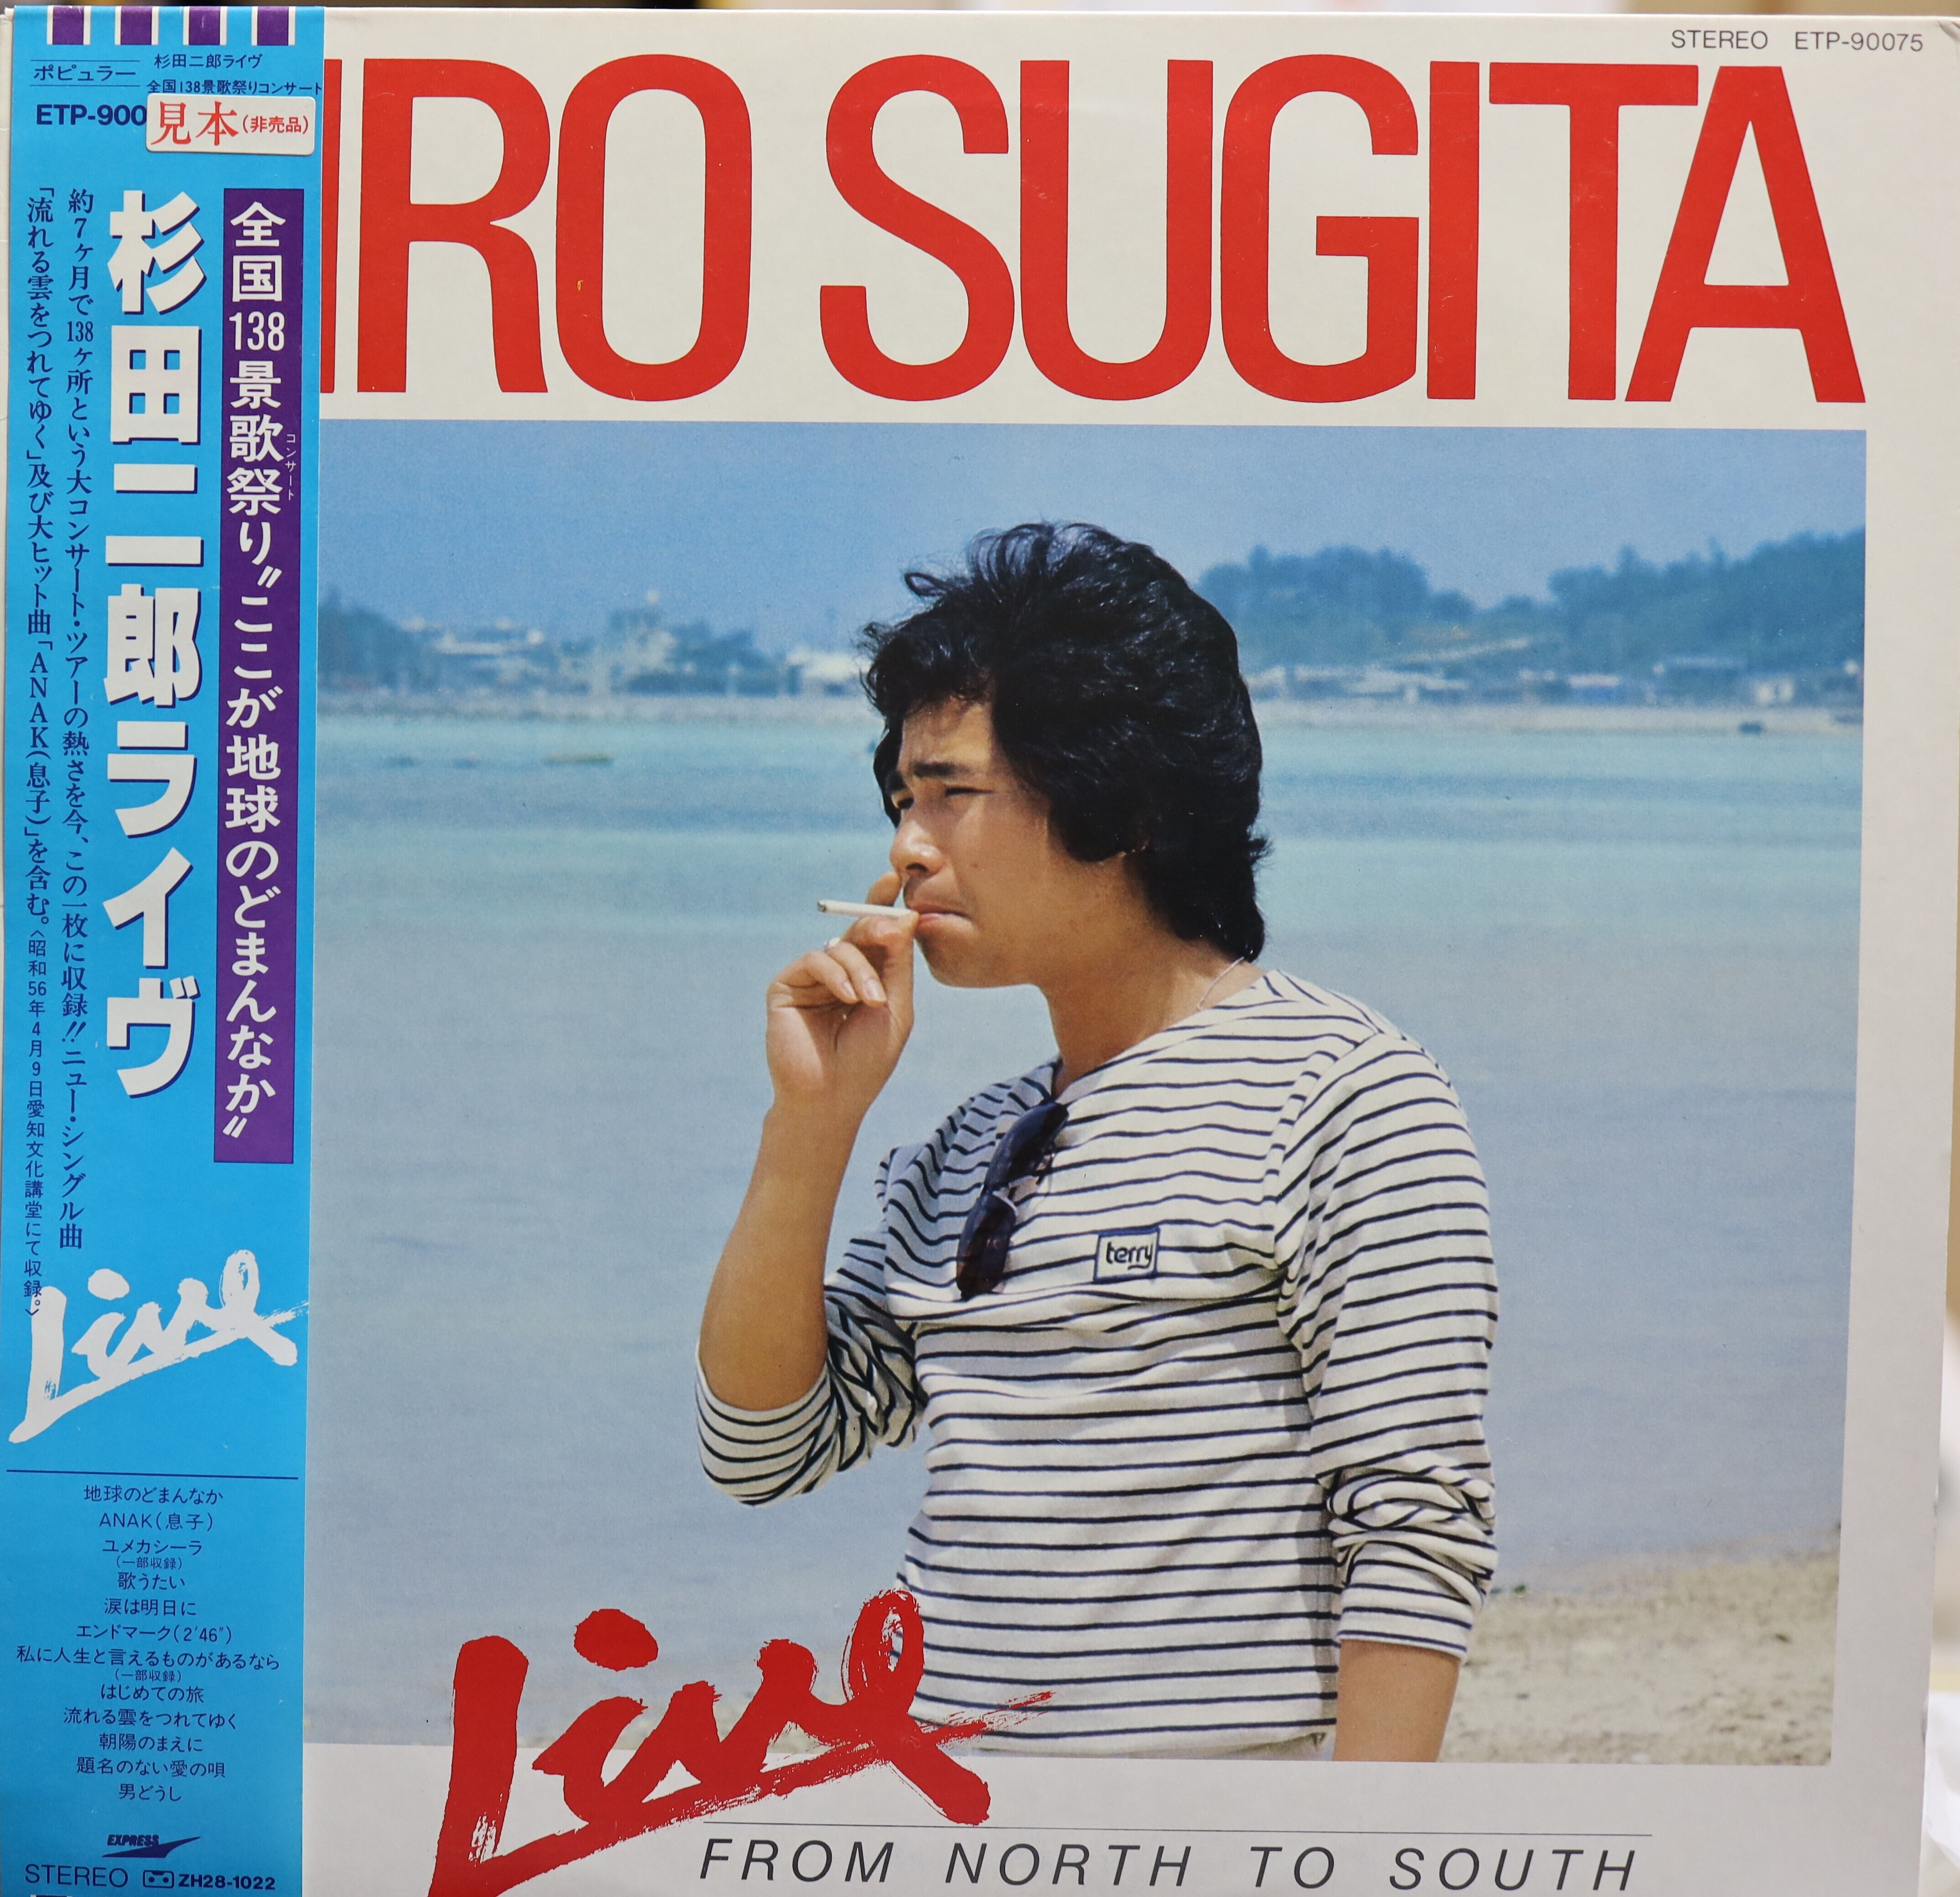 ポピュラー
杉田二郎ライヴ
全国138景歌祭りコンサート
ETP-900
見本(非売品)
全国138景歌祭り〝ここが地球のどまんなか〟
コンサート
杉田二郎ライヴ
約7ヶ月で138ヶ所という大コンサート・ツアーの熱さを今、この一枚に収録!!ニュー・シングル曲
「流れる雲をつれてゆく」及び大ヒット曲「ANAK(息子)」を含む。〈昭和56年4月9日愛知文化講堂にて収録。〉
Live
地球のどまんなか
ANAK(息子)
ユメカシーラ
(一部収録)
歌うたい
涙は明日に
エンドマーク(2'46")
私に人生と言えるものがあるなら
(一部収録)
はじめての旅
流れる雲をつれてゆく
朝陽のまえに
題名のない愛の唄
男どうし
EXPRESS
STEREO ZH28-1022
STEREO ETP-90075
IRO SUGITA
terry
Live
FROM NORTH TO SOUTH